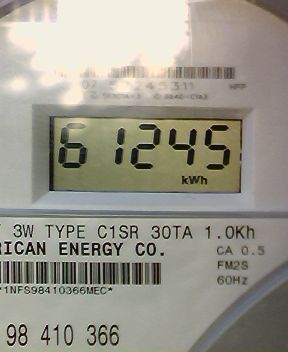 61245
kWh
3W TYPE C1SR 30TA 1.0Kh
RICAN ENERGY CO.
CA 0.5
FM2S
60Hz
*1NFS98410366MEC*
98 410 366